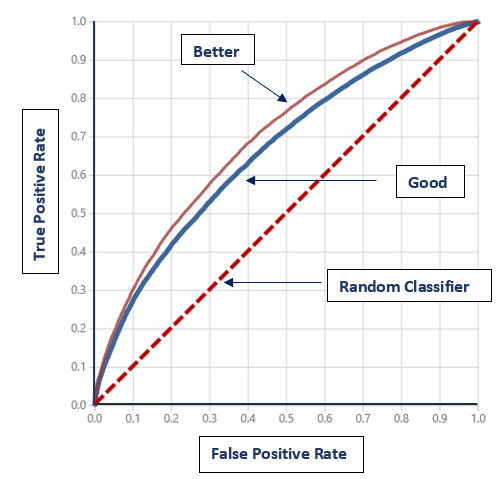 1.0
0.9
0.8
0.7
0.6
0.5
0.4
0.3
0.2
0.1
0.0
True Positive Rate
Better
Good
Random Classifier
0.0 0.1 0.2 0.3 0.4 0.5 0.6 0.7 0.8 0.9 1.0
False Positive Rate